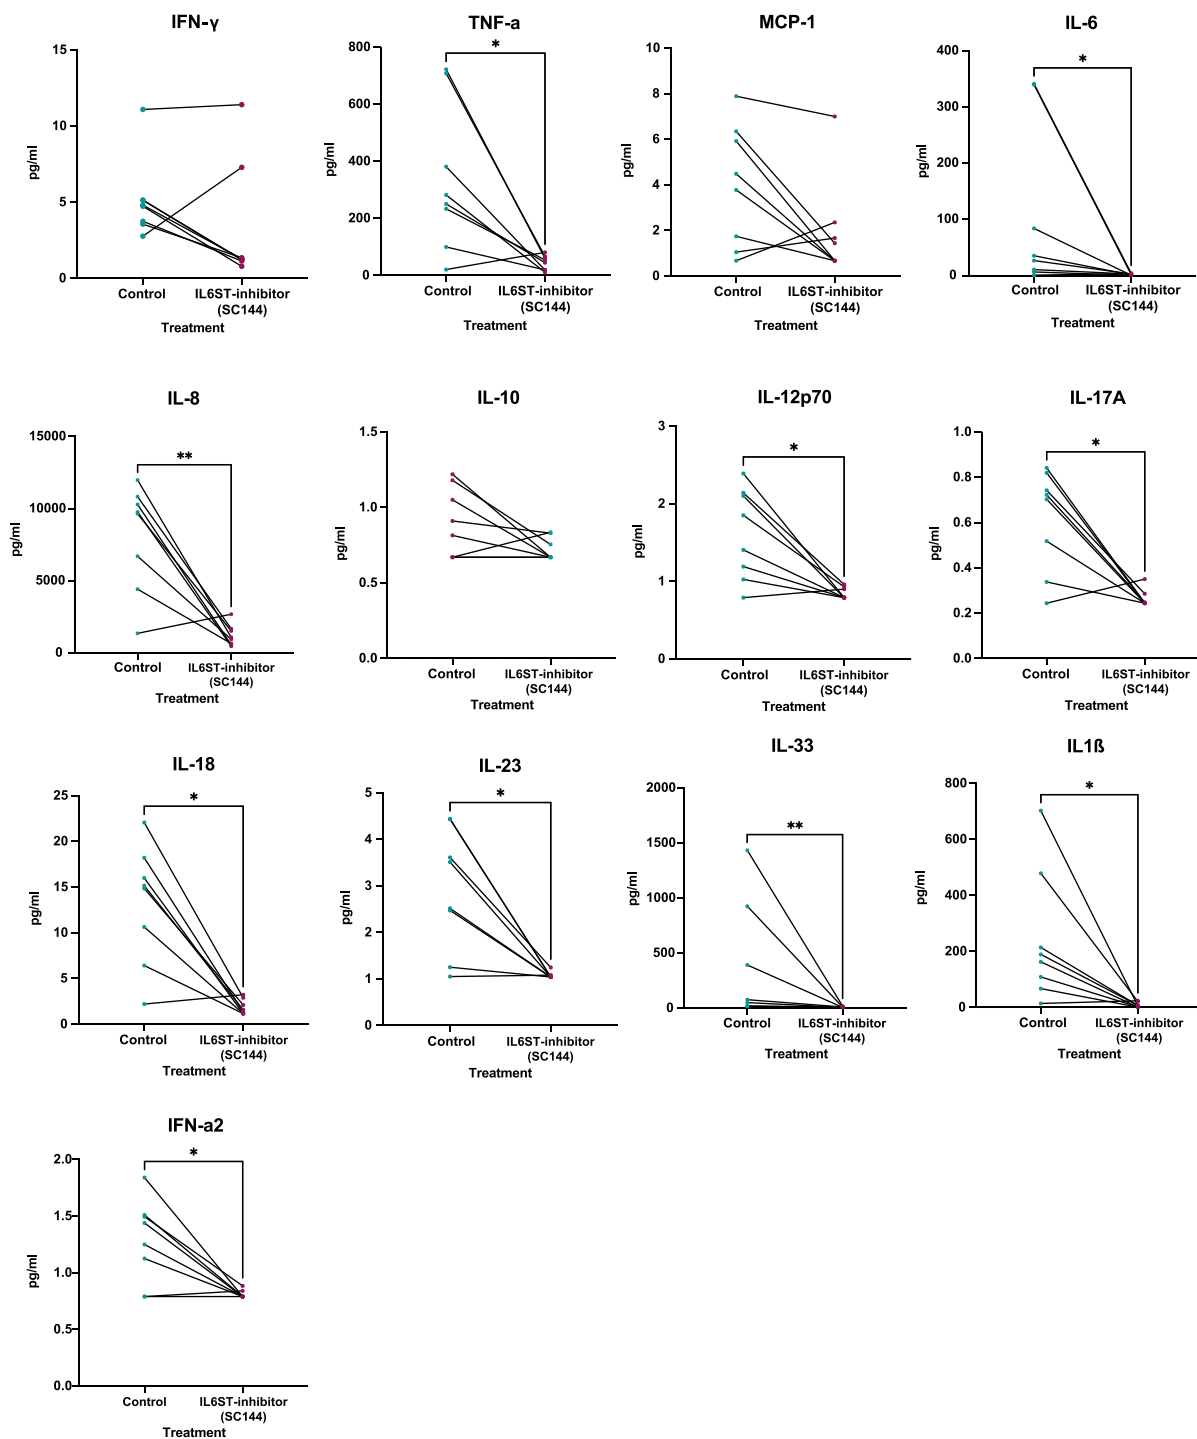 IFN-γ
15
10
5
0
pg/ml
Control
IL6ST-inhibitor
(SC144)
Treatment
TNF-a
*
800
600
400
200
0
pg/ml
Control
IL6ST-inhibitor
(SC144)
Treatment
MCP-1
10
8
6
4
2
0
pg/ml
Control
IL6ST-inhibitor
(SC144)
Treatment
IL-6
*
400
300
200
100
0
pg/ml
Control
IL6ST-inhibitor
(SC144)
Treatment
IL-8
**
15000
10000
5000
0
pg/ml
Control
IL6ST-inhibitor
(SC144)
Treatment
IL-10
1.5
1.0
0.5
0.0
pg/ml
Control
IL6ST-inhibitor
(SC144)
Treatment
IL-12p70
*
3
2
1
0
pg/ml
Control
IL6ST-inhibitor
(SC144)
Treatment
IL-17A
*
1.0
0.8
0.6
0.4
0.2
0.0
pg/ml
Control
IL6ST-inhibitor
(SC144)
Treatment
IL-18
*
25
20
15
10
5
0
pg/ml
Control
IL6ST-inhibitor
(SC144)
Treatment
IL-23
*
5
4
3
2
1
0
pg/ml
Control
IL6ST-inhibitor
(SC144)
Treatment
IL-33
**
2000
1500
1000
500
0
pg/ml
Control
IL6ST-inhibitor
(SC144)
Treatment
IL1ß
*
800
600
400
200
0
pg/ml
Control
IL6ST-inhibitor
(SC144)
Treatment
IFN-a2
*
2.0
1.5
1.0
0.5
0.0
pg/ml
Control
IL6ST-inhibitor
(SC144)
Treatment